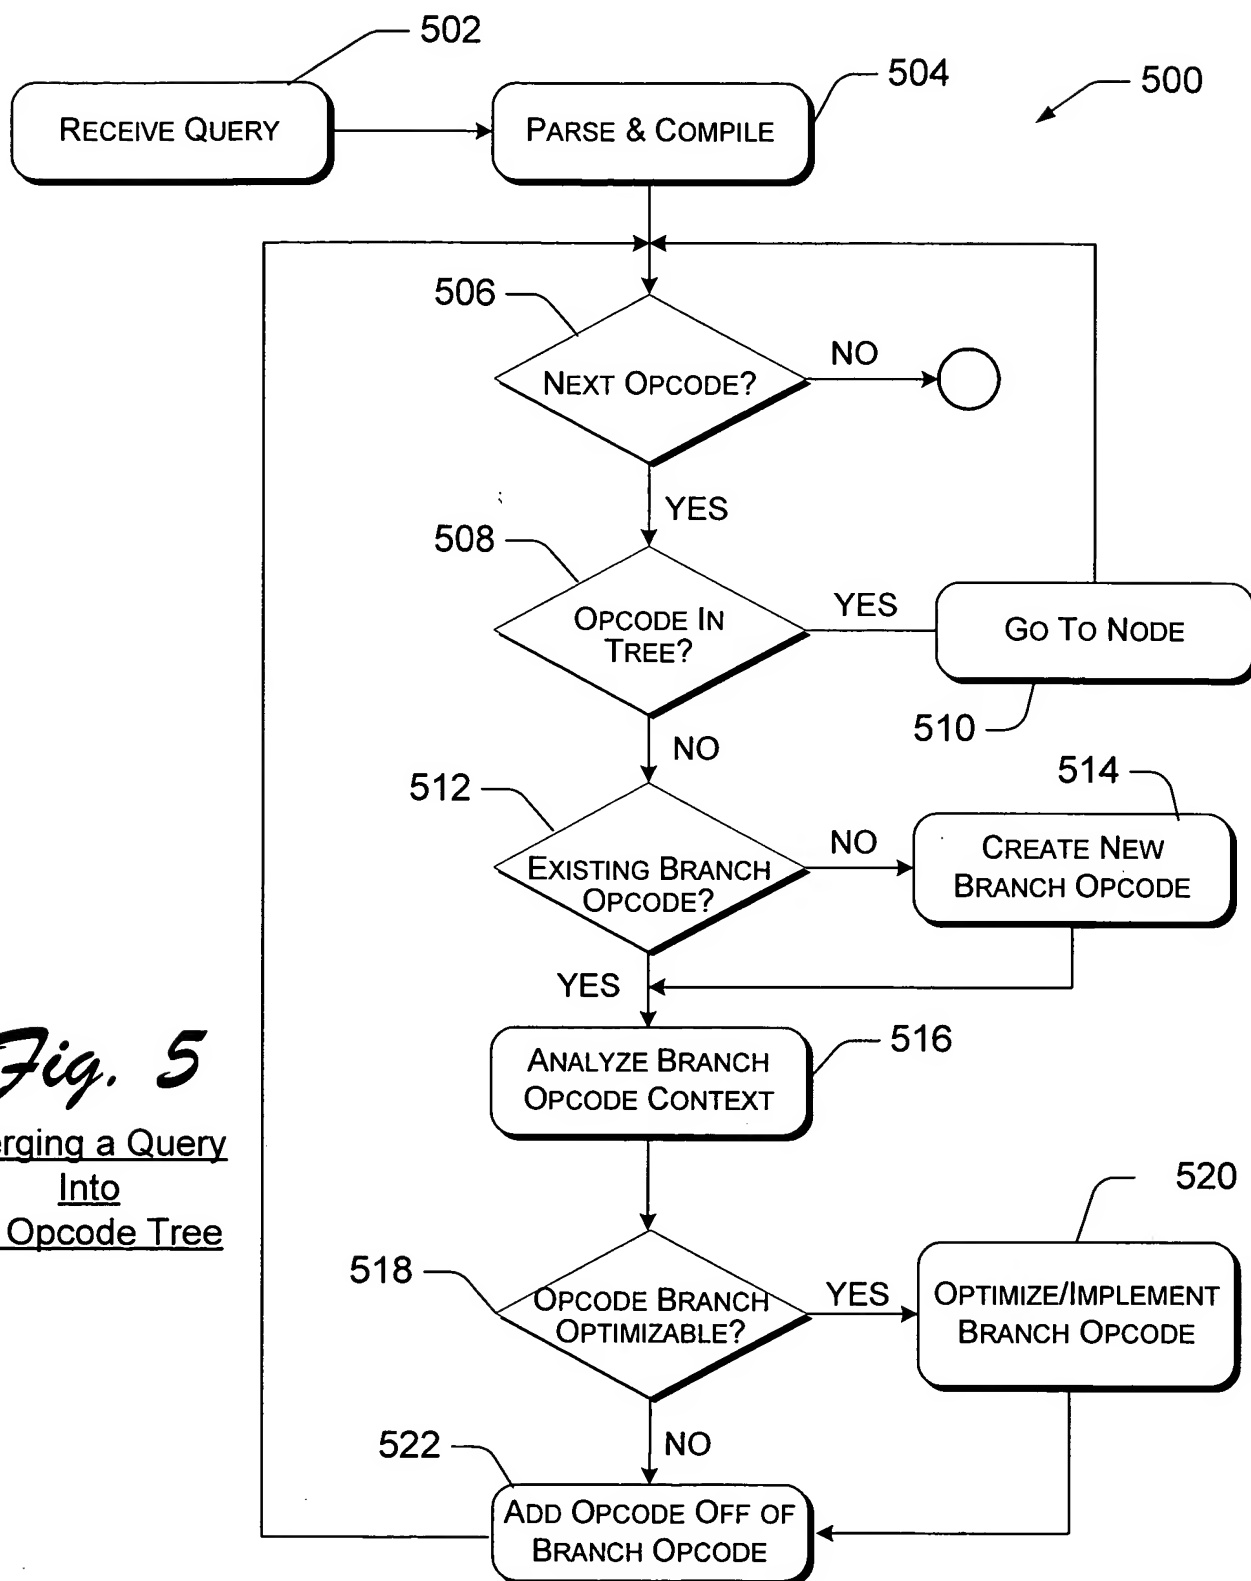 502
504
500
RECEIVE QUERY
PARSE & COMPILE
506
NO
NEXT OPCODE?
YES
508
YES
OPCODE IN
TREE?
GO TO NODE
510
NO
514
512
NO
CREATE NEW
BRANCH OPCODE
EXISTING BRANCH
OPCODE?
YES
516
ANALYZE BRANCH
OPCODE CONTEXT
Fig. 5
erging a Query
Into
Opcode Tree
520
518
YES
OPCODE BRANCH
OPTIMIZABLE?
OPTIMIZE/IMPLEMENT
BRANCH OPCODE
NO
522
ADD OPCODE OFF OF
BRANCH OPCODE